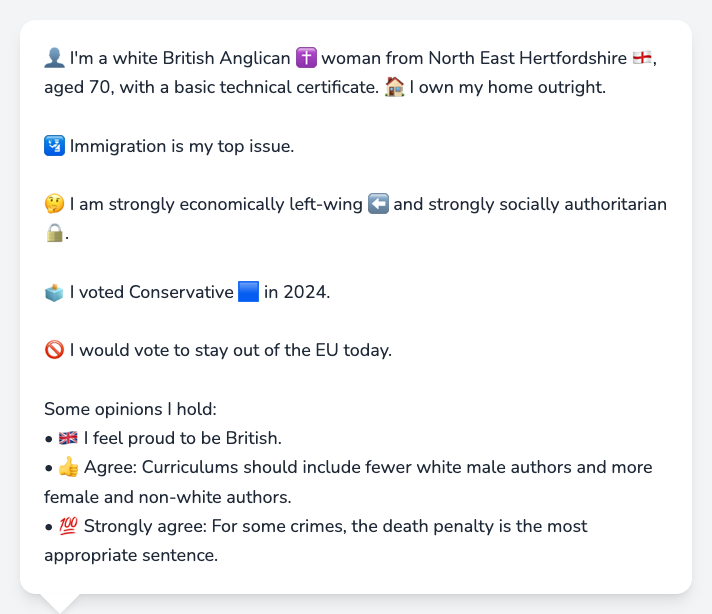 👤 I'm a white British Anglican ✝️ woman from North East Hertfordshire 🏴󠁧󠁢󠁥󠁮󠁧󠁿,
aged 70, with a basic technical certificate. 🏠 I own my home outright.
🛂 Immigration is my top issue.
🤔 I am strongly economically left-wing ⬅️ and strongly socially authoritarian
🔒.
🗳️ I voted Conservative 🟦 in 2024.
🚫 I would vote to stay out of the EU today.
Some opinions I hold:
• 🇬🇧 I feel proud to be British.
• 👍 Agree: Curriculums should include fewer white male authors and more
female and non-white authors.
• 💯 Strongly agree: For some crimes, the death penalty is the most
appropriate sentence.